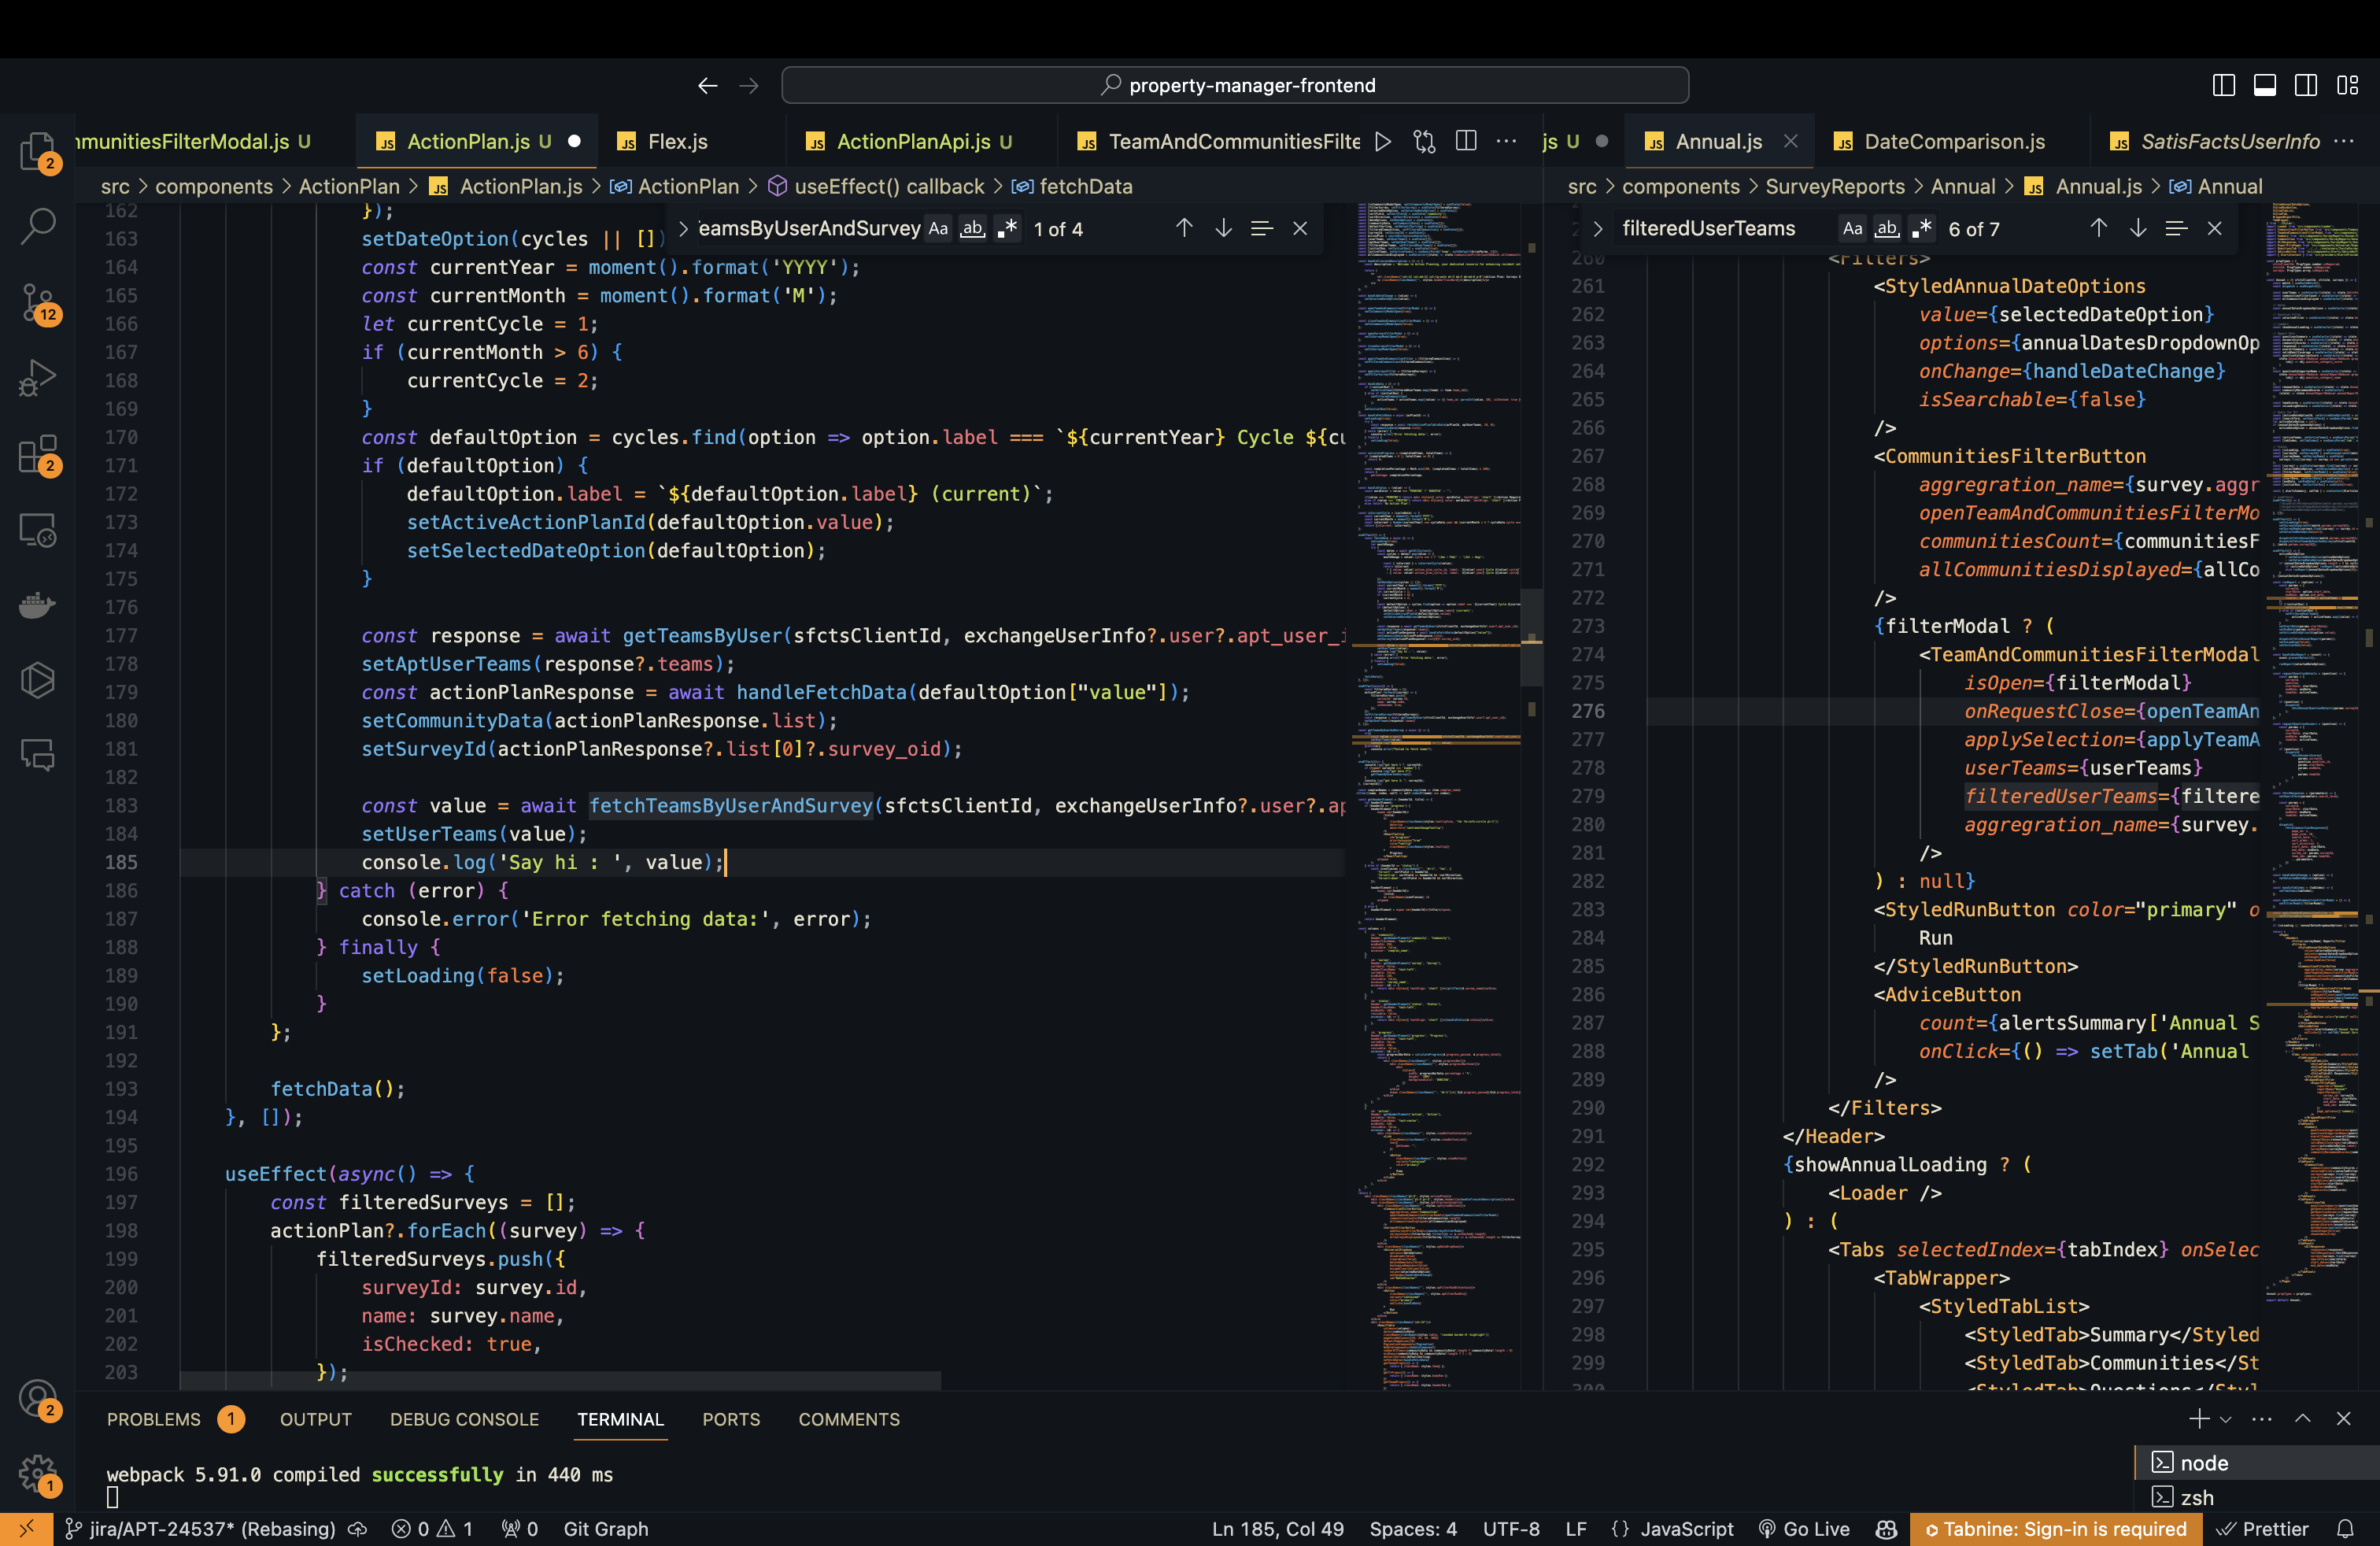 property-manager-frontend
mmunitiesFilterModal.js U
ActionPlan.js U
Flex.js
ActionPlanApi.js U
TeamAndCommunitiesFilte
js U
Annual.js
DateComparison.js
SatisFactsUserInfo
src > components > ActionPlan > JS ActionPlan.js > ActionPlan > useEffect() callback > fetchData
src > components > SurveyReports > Annual > JS Annual.js > Annual
eamsByUserAndSurvey Aa ab .* 1 of 4
filteredUserTeams Aa ab .* 6 of 7
162 });
163 setDateOption(cycles || [])
164 const currentYear = moment().format('YYYY');
165 const currentMonth = moment().format('M');
166 let currentCycle = 1;
167 if (currentMonth > 6) {
168 currentCycle = 2;
169 }
170 const defaultOption = cycles.find(option => option.label === `${currentYear} Cycle ${cu
171 if (defaultOption) {
172 defaultOption.label = `${defaultOption.label} (current)`;
173 setActiveActionPlanId(defaultOption.value);
174 setSelectedDateOption(defaultOption);
175 }
176
177 const response = await getTeamsByUser(sfctsClientId, exchangeUserInfo?.user?.apt_user_i
178 setAptUserTeams(response?.teams);
179 const actionPlanResponse = await handleFetchData(defaultOption["value"]);
180 setCommunityData(actionPlanResponse.list);
181 setSurveyId(actionPlanResponse?.list[0]?.survey_oid);
182
183 const value = await fetchTeamsByUserAndSurvey(sfctsClientId, exchangeUserInfo?.user?.ap
184 setUserTeams(value);
185 console.log('Say hi : ', value);
186 } catch (error) {
187 console.error('Error fetching data:', error);
188 } finally {
189 setLoading(false);
190 }
191 };
192
193 fetchData();
194 }, []);
195
196 useEffect(async() => {
197 const filteredSurveys = [];
198 actionPlan?.forEach((survey) => {
199 filteredSurveys.push({
200 surveyId: survey.id,
201 name: survey.name,
202 isChecked: true,
203 });
260 <Filters>
261 <StyledAnnualDateOptions
262 value={selectedDateOption}
263 options={annualDatesDropdownOp
264 onChange={handleDateChange}
265 isSearchable={false}
266 />
267 <CommunitiesFilterButton
268 aggregration_name={survey.aggr
269 openTeamAndCommunitiesFilterMo
270 communitiesCount={communitiesF
271 allCommunitiesDisplayed={allCo
272 />
273 {filterModal ? (
274 <TeamAndCommunitiesFilterModal
275 isOpen={filterModal}
276 onRequestClose={openTeamAn
277 applySelection={applyTeamA
278 userTeams={userTeams}
279 filteredUserTeams={filtere
280 aggregration_name={survey.
281 />
282 ) : null}
283 <StyledRunButton color="primary" o
284 Run
285 </StyledRunButton>
286 <AdviceButton
287 count={alertsSummary['Annual S
288 onClick={() => setTab('Annual
289 />
290 </Filters>
291 </Header>
292 {showAnnualLoading ? (
293 <Loader />
294 ) : (
295 <Tabs selectedIndex={tabIndex} onSelec
296 <TabWrapper>
297 <StyledTabList>
298 <StyledTab>Summary</Styled
299 <StyledTab>Communities</St
300 <StyledTab>Questions</Styl
PROBLEMS 1 OUTPUT DEBUG CONSOLE TERMINAL PORTS COMMENTS
webpack 5.91.0 compiled successfully in 440 ms
node
zsh
jira/APT-24537* (Rebasing) 0 1 0 Git Graph
Ln 185, Col 49 Spaces: 4 UTF-8 LF {} JavaScript Go Live Tabnine: Sign-in is required Prettier